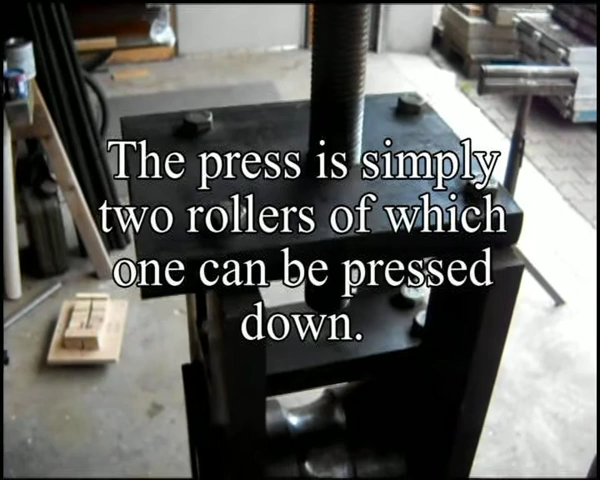 The press is simply
two rollers of which
one can be pressed
down.